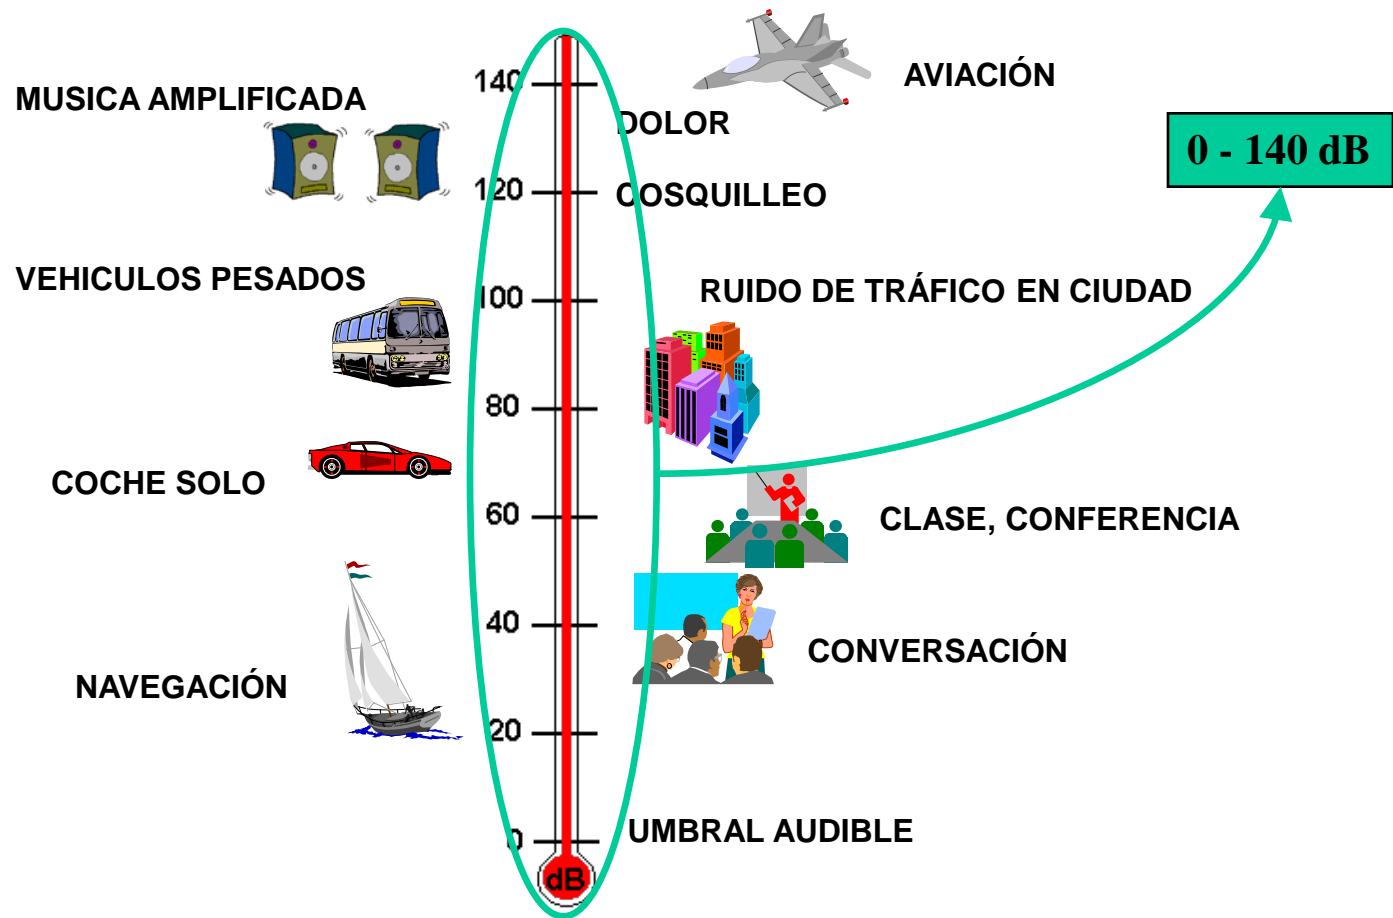 AVIACIÓN
140
MUSICA AMPLIFICADA
DOLOR
0 - 140 dB
120
COSQUILLEO
VEHICULOS PESADOS
100
RUIDO DE TRÁFICO EN CIUDAD
80
COCHE SOLO
60
CLASE, CONFERENCIA
40
CONVERSACIÓN
NAVEGACIÓN
20
0
UMBRAL AUDIBLE
dB